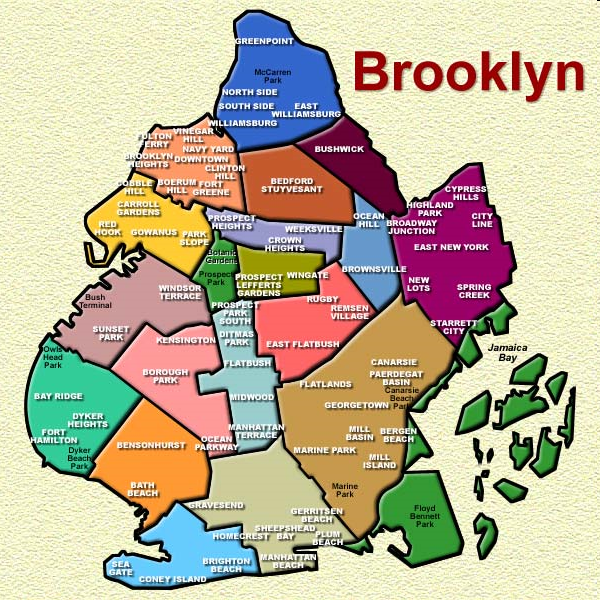 GREENPOINT
Brooklyn
McCarren
Park
NORTH SIDE
SOUTH SIDE
EAST
WILLIAMSBURG
WILLIAMSBURG
VINEGAR
HILL
FERRY
NAVY YARD
BROOKLYN
HEIGHTS
DOWNTOWN
CLINTON
HILL
BUSHWICK
COBBLE
HILL
BOERUM
HILL
FORT
GREENE
BEDFORD
STUYVESANT
CYPRESS
HILLS
CARROLL
GARDENS
HIGHLAND
PARK
CITY
LINE
RED
HOOK
GOWANUS
PARK
SLOPE
PROSPECT
HEIGHTS
WEEKSVILLE
OCEAN
HILL
BROADWAY
JUNCTION
CROWN
HEIGHTS
EAST NEW YORK
Botanic
Gardens
Prospect
Park
PROSPECT
LEFFERTS
GARDENS
WINGATE
BROWNSVILLE
NEW
LOTS
SPRING
CREEK
WINDSOR
TERRACE
Bush
Terminal
RUGBY
REMSEN
VILLAGE
PROSPECT
PARK
SOUTH
STARRETT
CITY
SUNSET
PARK
KENSINGTON
DITMAS
PARK
EAST FLATBUSH
Jamaica
Bay
Owls
Head
Park
FLATBUSH
CANARSIE
BOROUGH
PARK
PAERDEGAT
BASIN
FLATLANDS
Canarsie
Beach
Park
BAY RIDGE
MIDWOOD
GEORGETOWN
DYKER
HEIGHTS
FORT
HAMILTON
MANHATTAN
TERRACE
MILL
BASIN
BERGEN
BEACH
BENSONHURST
OCEAN
PARKWAY
MARINE PARK
Dyker
Beach
Park
MILL
ISLAND
BATH
BEACH
Marine
Park
GRAVESEND
GERRITSEN
BEACH
Floyd
Bennett
Park
HOMECREST
SHEEPSHEAD
BAY
PLUM
BEACH
SEA
GATE
BRIGHTON
BEACH
MANHATTAN
BEACH
CONEY ISLAND